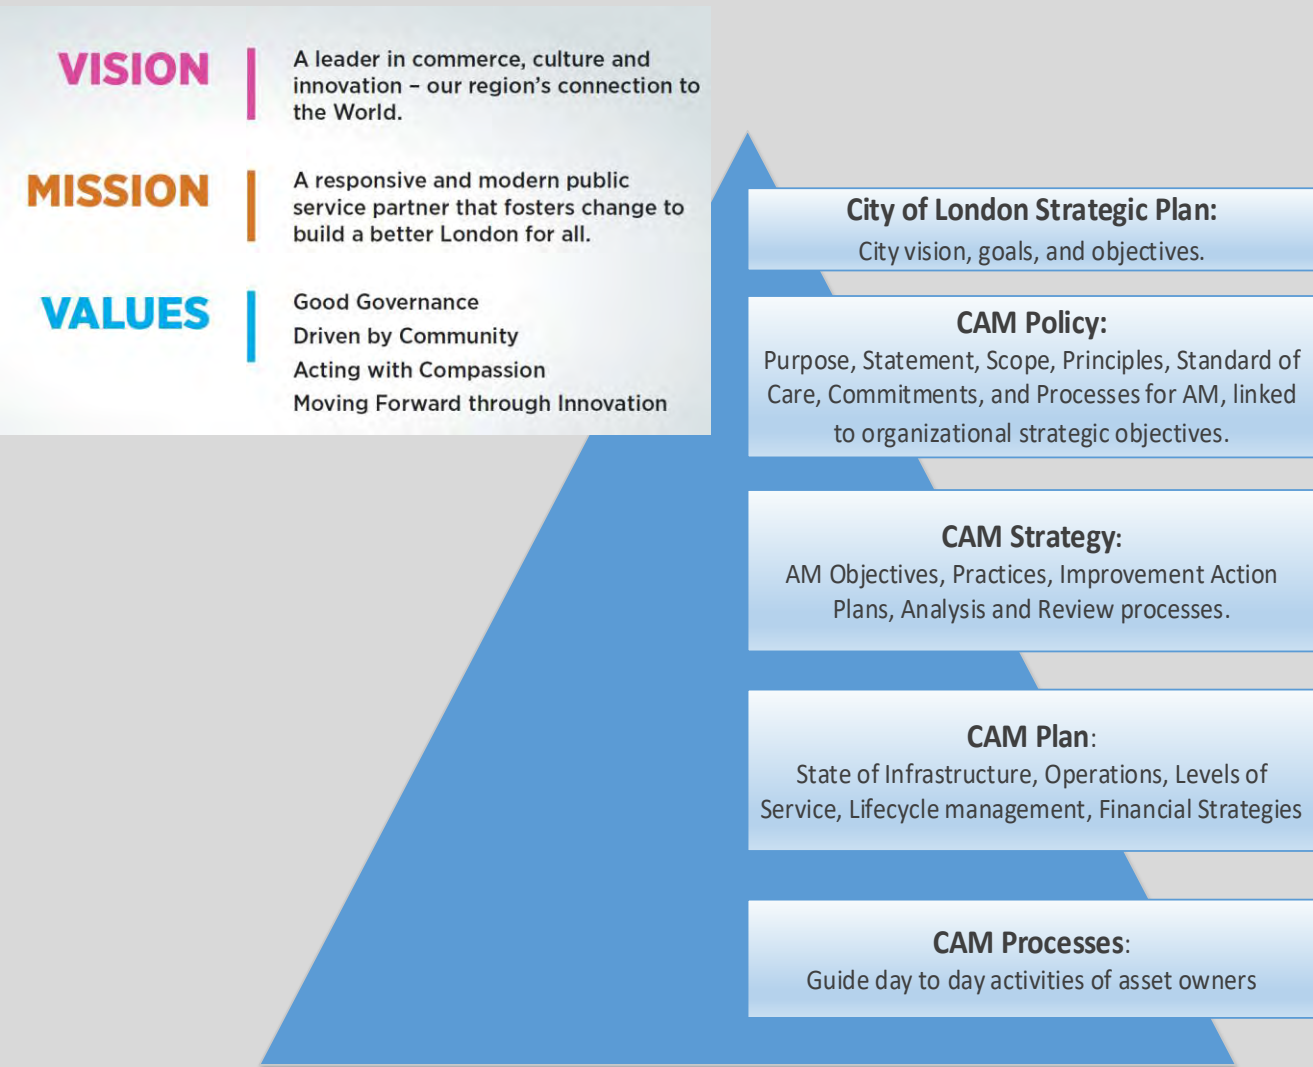 VISION
A leader in commerce, culture and
innovation – our region's connection to
the World.
MISSION
A responsive and modern public
service partner that fosters change to
build a better London for all.
VALUES
Good Governance
Driven by Community
Acting with Compassion
Moving Forward through Innovation
City of London Strategic Plan:
City vision, goals, and objectives.
CAM Policy:
Purpose, Statement, Scope, Principles, Standard of
Care, Commitments, and Processes for AM, linked
to organizational strategic objectives.
CAM Strategy:
AM Objectives, Practices, Improvement Action
Plans, Analysis and Review processes.
CAM Plan:
State of Infrastructure, Operations, Levels of
Service, Lifecycle management, Financial Strategies
CAM Processes:
Guide day to day activities of asset owners